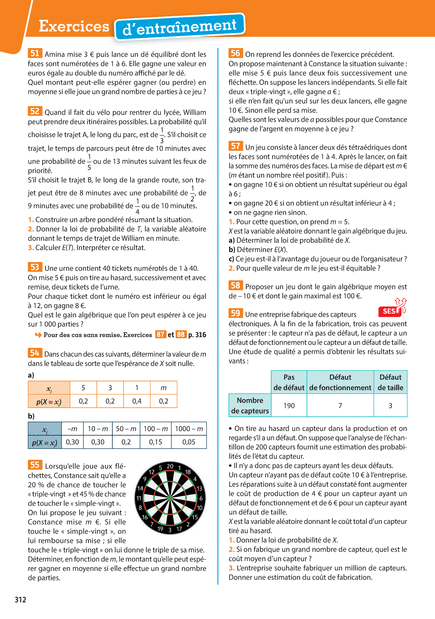 Exercices d'entraînement
51 Amina mise 3 € puis lance un dé équilibré dont les
faces sont numérotées de 1 à 6. Elle gagne une valeur en
euros égale au double du numéro affiché par le dé.
Quel montant peut-elle espérer gagner (ou perdre) en
moyenne si elle joue un grand nombre de parties à ce jeu ?
52 Quand il fait du vélo pour rentrer du lycée, William
peut prendre deux itinéraires possibles. La probabilité qu'il
choisisse le trajet A, le long du parc, est de 1/3. S'il choisit ce
trajet, le temps de parcours peut être de 10 minutes avec
une probabilité de 1/5 ou de 13 minutes suivant les feux de
priorité.
S'il choisit le trajet B, le long de la grande route, son tra-
jet peut être de 8 minutes avec une probabilité de 1/2, de
9 minutes avec une probabilité de 1/4 ou de 10 minutes.
1. Construire un arbre pondéré résumant la situation.
2. Donner la loi de probabilité de T, la variable aléatoire
donnant le temps de trajet de William en minute.
3. Calculer E(T). Interpréter ce résultat.
53 Une urne contient 40 tickets numérotés de 1 à 40.
On mise 5 € puis on tire au hasard, successivement et avec
remise, deux tickets de l'urne.
Pour chaque ticket dont le numéro est inférieur ou égal
à 12, on gagne 8 €.
Quel est le gain algébrique que l'on peut espérer à ce jeu
sur 1 000 parties ?
Pour des cas sans remise. Exercices 87 et 88 p. 316
54 Dans chacun des cas suivants, déterminer la valeur de m
dans le tableau de sorte que l'espérance de X soit nulle.
a)
xᵢ 5 3 1 m
p(X = xᵢ) 0,2 0,2 0,4 0,2
b)
xᵢ −m 10 − m 50 − m 100 − m 1000 − m
p(X = xᵢ) 0,30 0,30 0,2 0,15 0,05
55 Lorsqu'elle joue aux flé-
chettes, Constance sait qu'elle a
20 % de chance de toucher le
« triple-vingt » et 45 % de chance
de toucher le « simple-vingt ».
On lui propose le jeu suivant :
Constance mise m €. Si elle
touche le « simple-vingt », on
lui rembourse sa mise ; si elle
touche le « triple-vingt » on lui donne le triple de sa mise.
Déterminer, en fonction de m, le montant qu'elle peut espé-
rer gagner en moyenne si elle effectue un grand nombre
de parties.
56 On reprend les données de l'exercice précédent.
On propose maintenant à Constance la situation suivante :
elle mise 5 € puis lance deux fois successivement une
fléchette. On suppose les lancers indépendants. Si elle fait
deux « triple-vingt », elle gagne a € ;
si elle n'en fait qu'un seul sur les deux lancers, elle gagne
10 €. Sinon elle perd sa mise.
Quelles sont les valeurs de a possibles pour que Constance
gagne de l'argent en moyenne à ce jeu ?
57 Un jeu consiste à lancer deux dés tétraédriques dont
les faces sont numérotées de 1 à 4. Après le lancer, on fait
la somme des numéros des faces. La mise de départ est m €
(m étant un nombre réel positif). Puis :
• on gagne 10 € si on obtient un résultat supérieur ou égal
à 6 ;
• on gagne 20 € si on obtient un résultat inférieur à 4 ;
• on ne gagne rien sinon.
1. Pour cette question, on prend m = 5.
X est la variable aléatoire donnant le gain algébrique du jeu.
a) Déterminer la loi de probabilité de X.
b) Déterminer E(X).
c) Ce jeu est-il à l'avantage du joueur ou de l'organisateur ?
2. Pour quelle valeur de m le jeu est-il équitable ?
58 Proposer un jeu dont le gain algébrique moyen est
de – 10 € et dont le gain maximal est 100 €.
SES
59 Une entreprise fabrique des capteurs
électroniques. À la fin de la fabrication, trois cas peuvent
se présenter : le capteur n'a pas de défaut, le capteur a un
défaut de fonctionnement ou le capteur a un défaut de taille.
Une étude de qualité a permis d'obtenir les résultats sui-
vants :
Pas de défaut Défaut de fonctionnement Défaut de taille
Nombre de capteurs 190 7 3
• On tire au hasard un capteur dans la production et on
regarde s'il a un défaut. On suppose que l'analyse de l'échan-
tillon de 200 capteurs fournit une estimation des probabi-
lités de l'état du capteur.
• Il n'y a donc pas de capteurs ayant les deux défauts.
Un capteur n'ayant pas de défaut coûte 10 € à l'entreprise.
Les réparations suite à un défaut constaté font augmenter
le coût de production de 4 € pour un capteur ayant un
défaut de fonctionnement et de 6 € pour un capteur ayant
un défaut de taille.
X est la variable aléatoire donnant le coût total d'un capteur
tiré au hasard.
1. Donner la loi de probabilité de X.
2. Si on fabrique un grand nombre de capteur, quel est le
coût moyen d'un capteur ?
3. L'entreprise souhaite fabriquer un million de capteurs.
Donner une estimation du coût de fabrication.
312